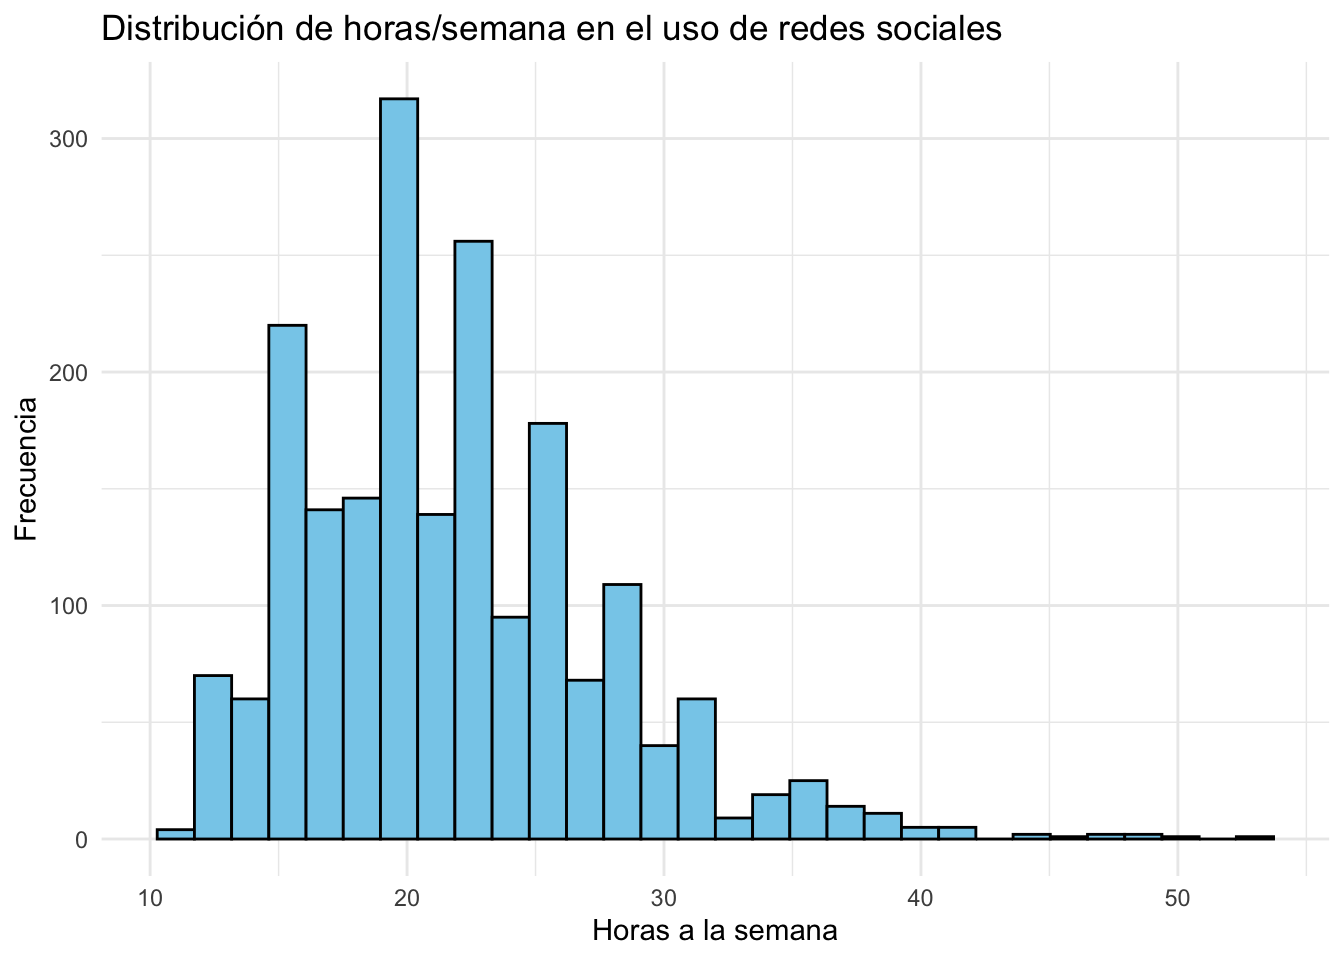 Distribución de horas/semana en el uso de redes sociales
Frecuencia
300
200
100
0
10 20 30 40 50
Horas a la semana